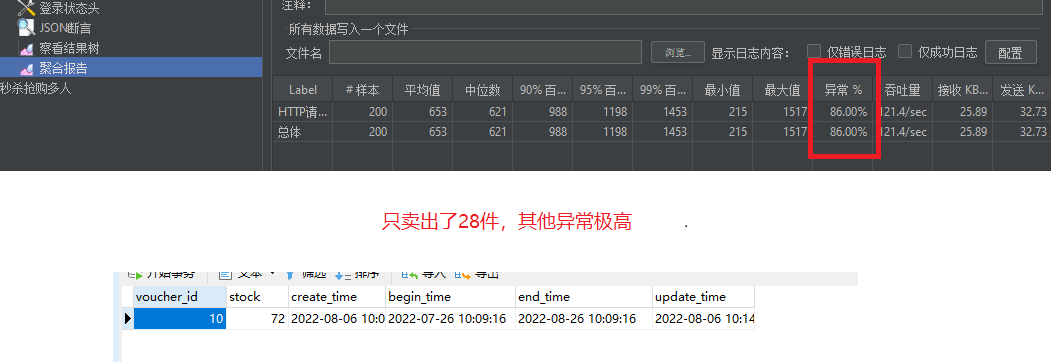 登录状态头
JSON断言
察看结果树
聚合报告
秒杀抢购多人
注释:
所有数据写入一个文件
文件名 浏览... 显示日志内容: 仅错误日志 仅成功日志 配置
Label # 样本 平均值 中位数 90% 百... 95% 百... 99% 百... 最小值 最大值 异常 % 吞吐量 接收 KB... 发送 K...
HTTP请... 200 653 621 988 1198 1453 215 1517 86.00% 121.4/sec 25.89 32.73
总体 200 653 621 988 1198 1453 215 1517 86.00% 121.4/sec 25.89 32.73
只卖出了28件，其他异常极高 .
开始事务 文本 筛选 排序 导入 导出
voucher_id stock create_time begin_time end_time update_time
10 72 2022-08-06 10:0 2022-07-26 10:09:16 2022-08-26 10:09:16 2022-08-06 10:14